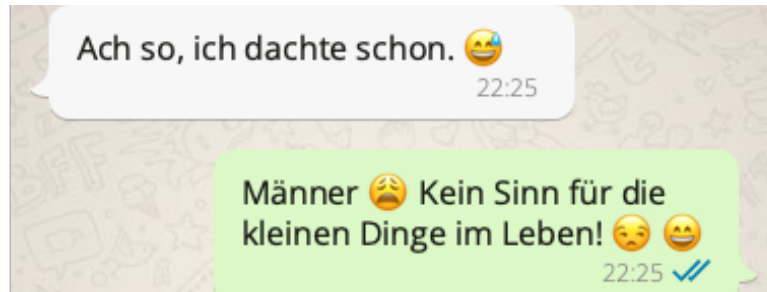 Ach so, ich dachte schon. 😅
22:25
Männer 😩 Kein Sinn für die
kleinen Dinge im Leben! 😒 😄
22:25